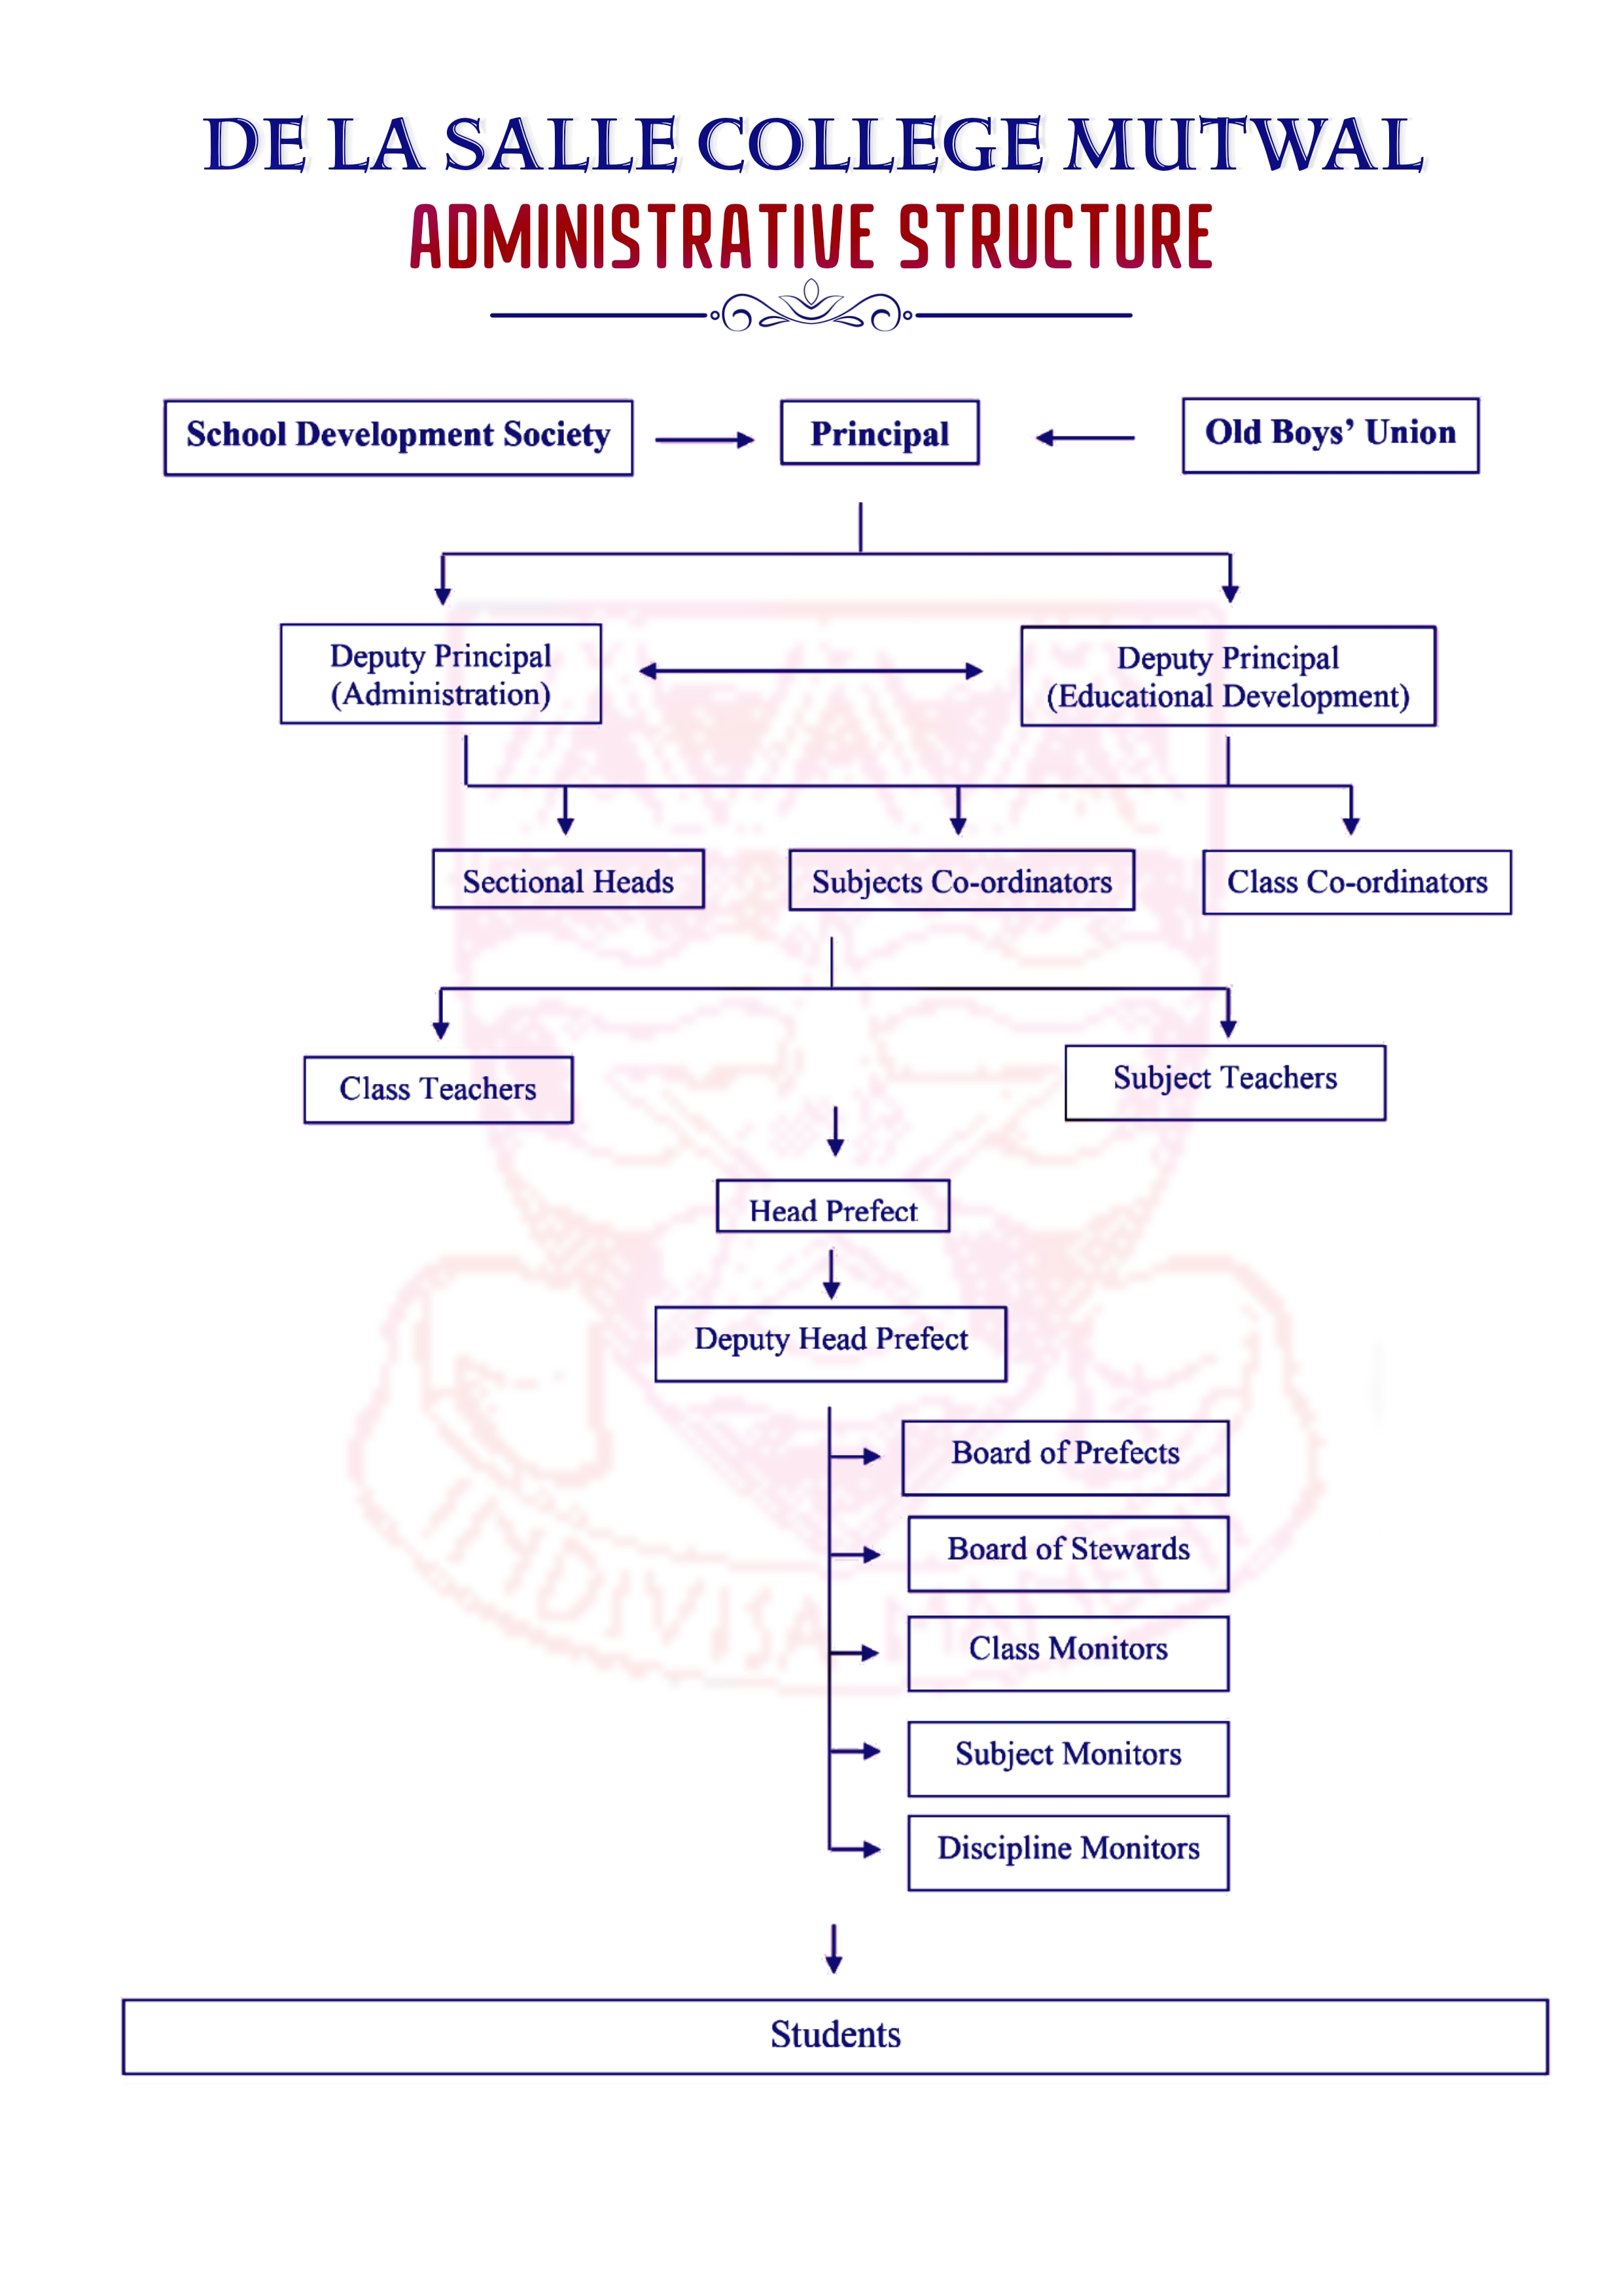 DE LA SALLE COLLEGE MUTWAL
ADMINISTRATIVE STRUCTURE
School Development Society
Principal
Old Boys’ Union
Deputy Principal
(Administration)
Deputy Principal
(Educational Development)
Sectional Heads
Subjects Co-ordinators
Class Co-ordinators
Class Teachers
Subject Teachers
Head Prefect
Deputy Head Prefect
Board of Prefects
Board of Stewards
Class Monitors
Subject Monitors
Discipline Monitors
Students
INDIVISA